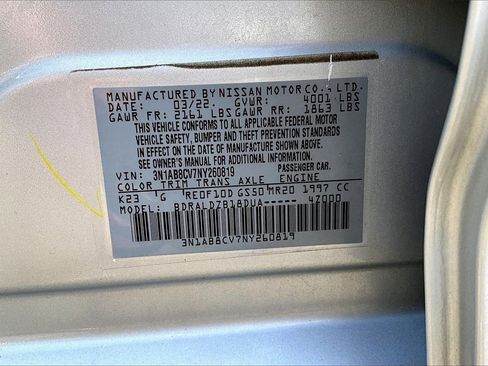 MANUFACTURED BY NISSAN MOTOR CO., LTD.
DATE: 03/22. GVWR: 4001 LBS
GAWR FR: 2161 LBS GAWR RR: 1863 LBS
THIS VEHICLE CONFORMS TO ALL APPLICABLE FEDERAL MOTOR
VEHICLE SAFETY, BUMPER AND THEFT PREVENTION STANDARDS
IN EFFECT ON THE DATE OF MANUFACTURE SHOWN ABOVE.
*SEE OWNER'S MANUAL FOR FURTHER INFORMATION
VIN: 3N1AB8CV7NY260819 PASSENGER CAR.
COLOR TRIM TRANS AXLE ENGINE
K23 G RE0F10D GS50 MR20 1997 CC
MODEL: BDRALDZB18DUA----- 47000
3N1AB8CV7NY260819